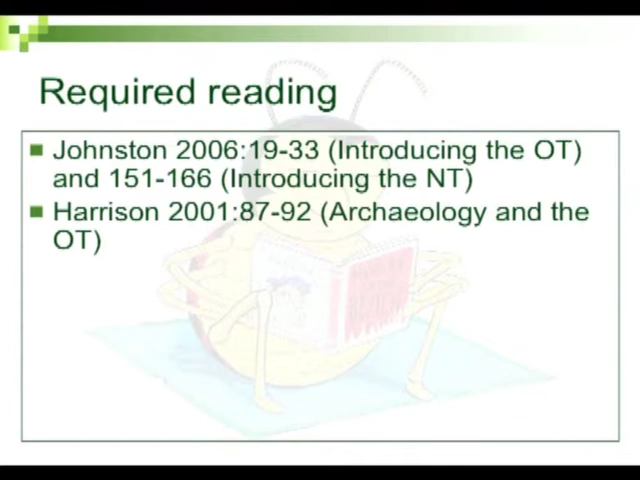 Required reading
Johnston 2006:19-33 (Introducing the OT)
and 151-166 (Introducing the NT)
Harrison 2001:87-92 (Archaeology and the
OT)